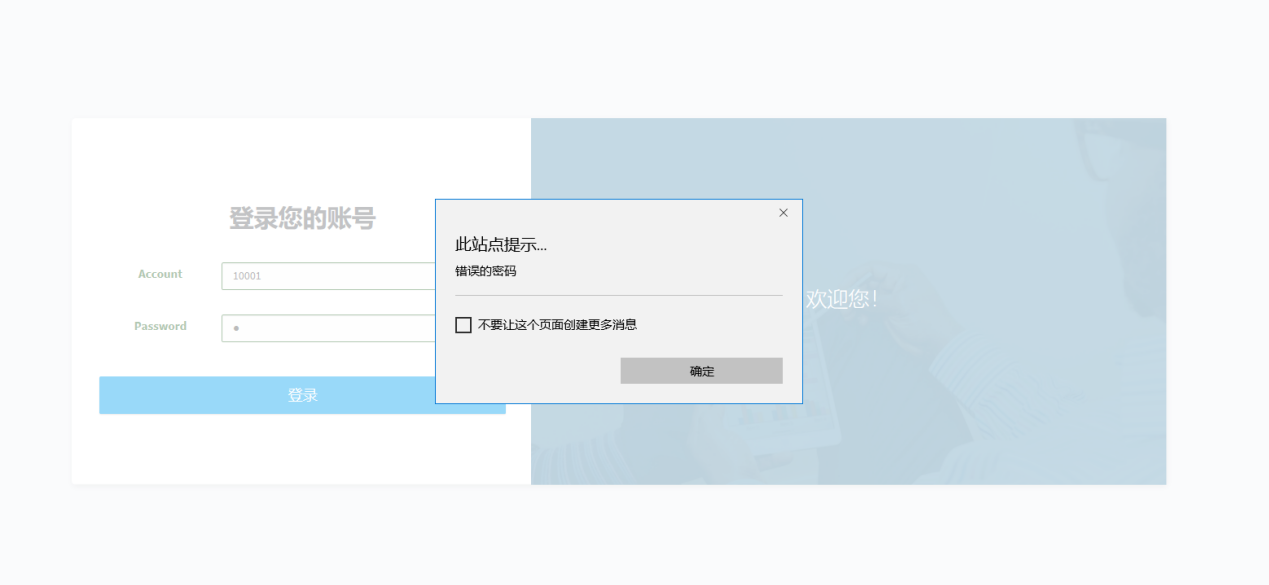 登录您的账号
Account
10001
Password
登录
此站点提示...
错误的密码
不要让这个页面创建更多消息
确定
欢迎您!